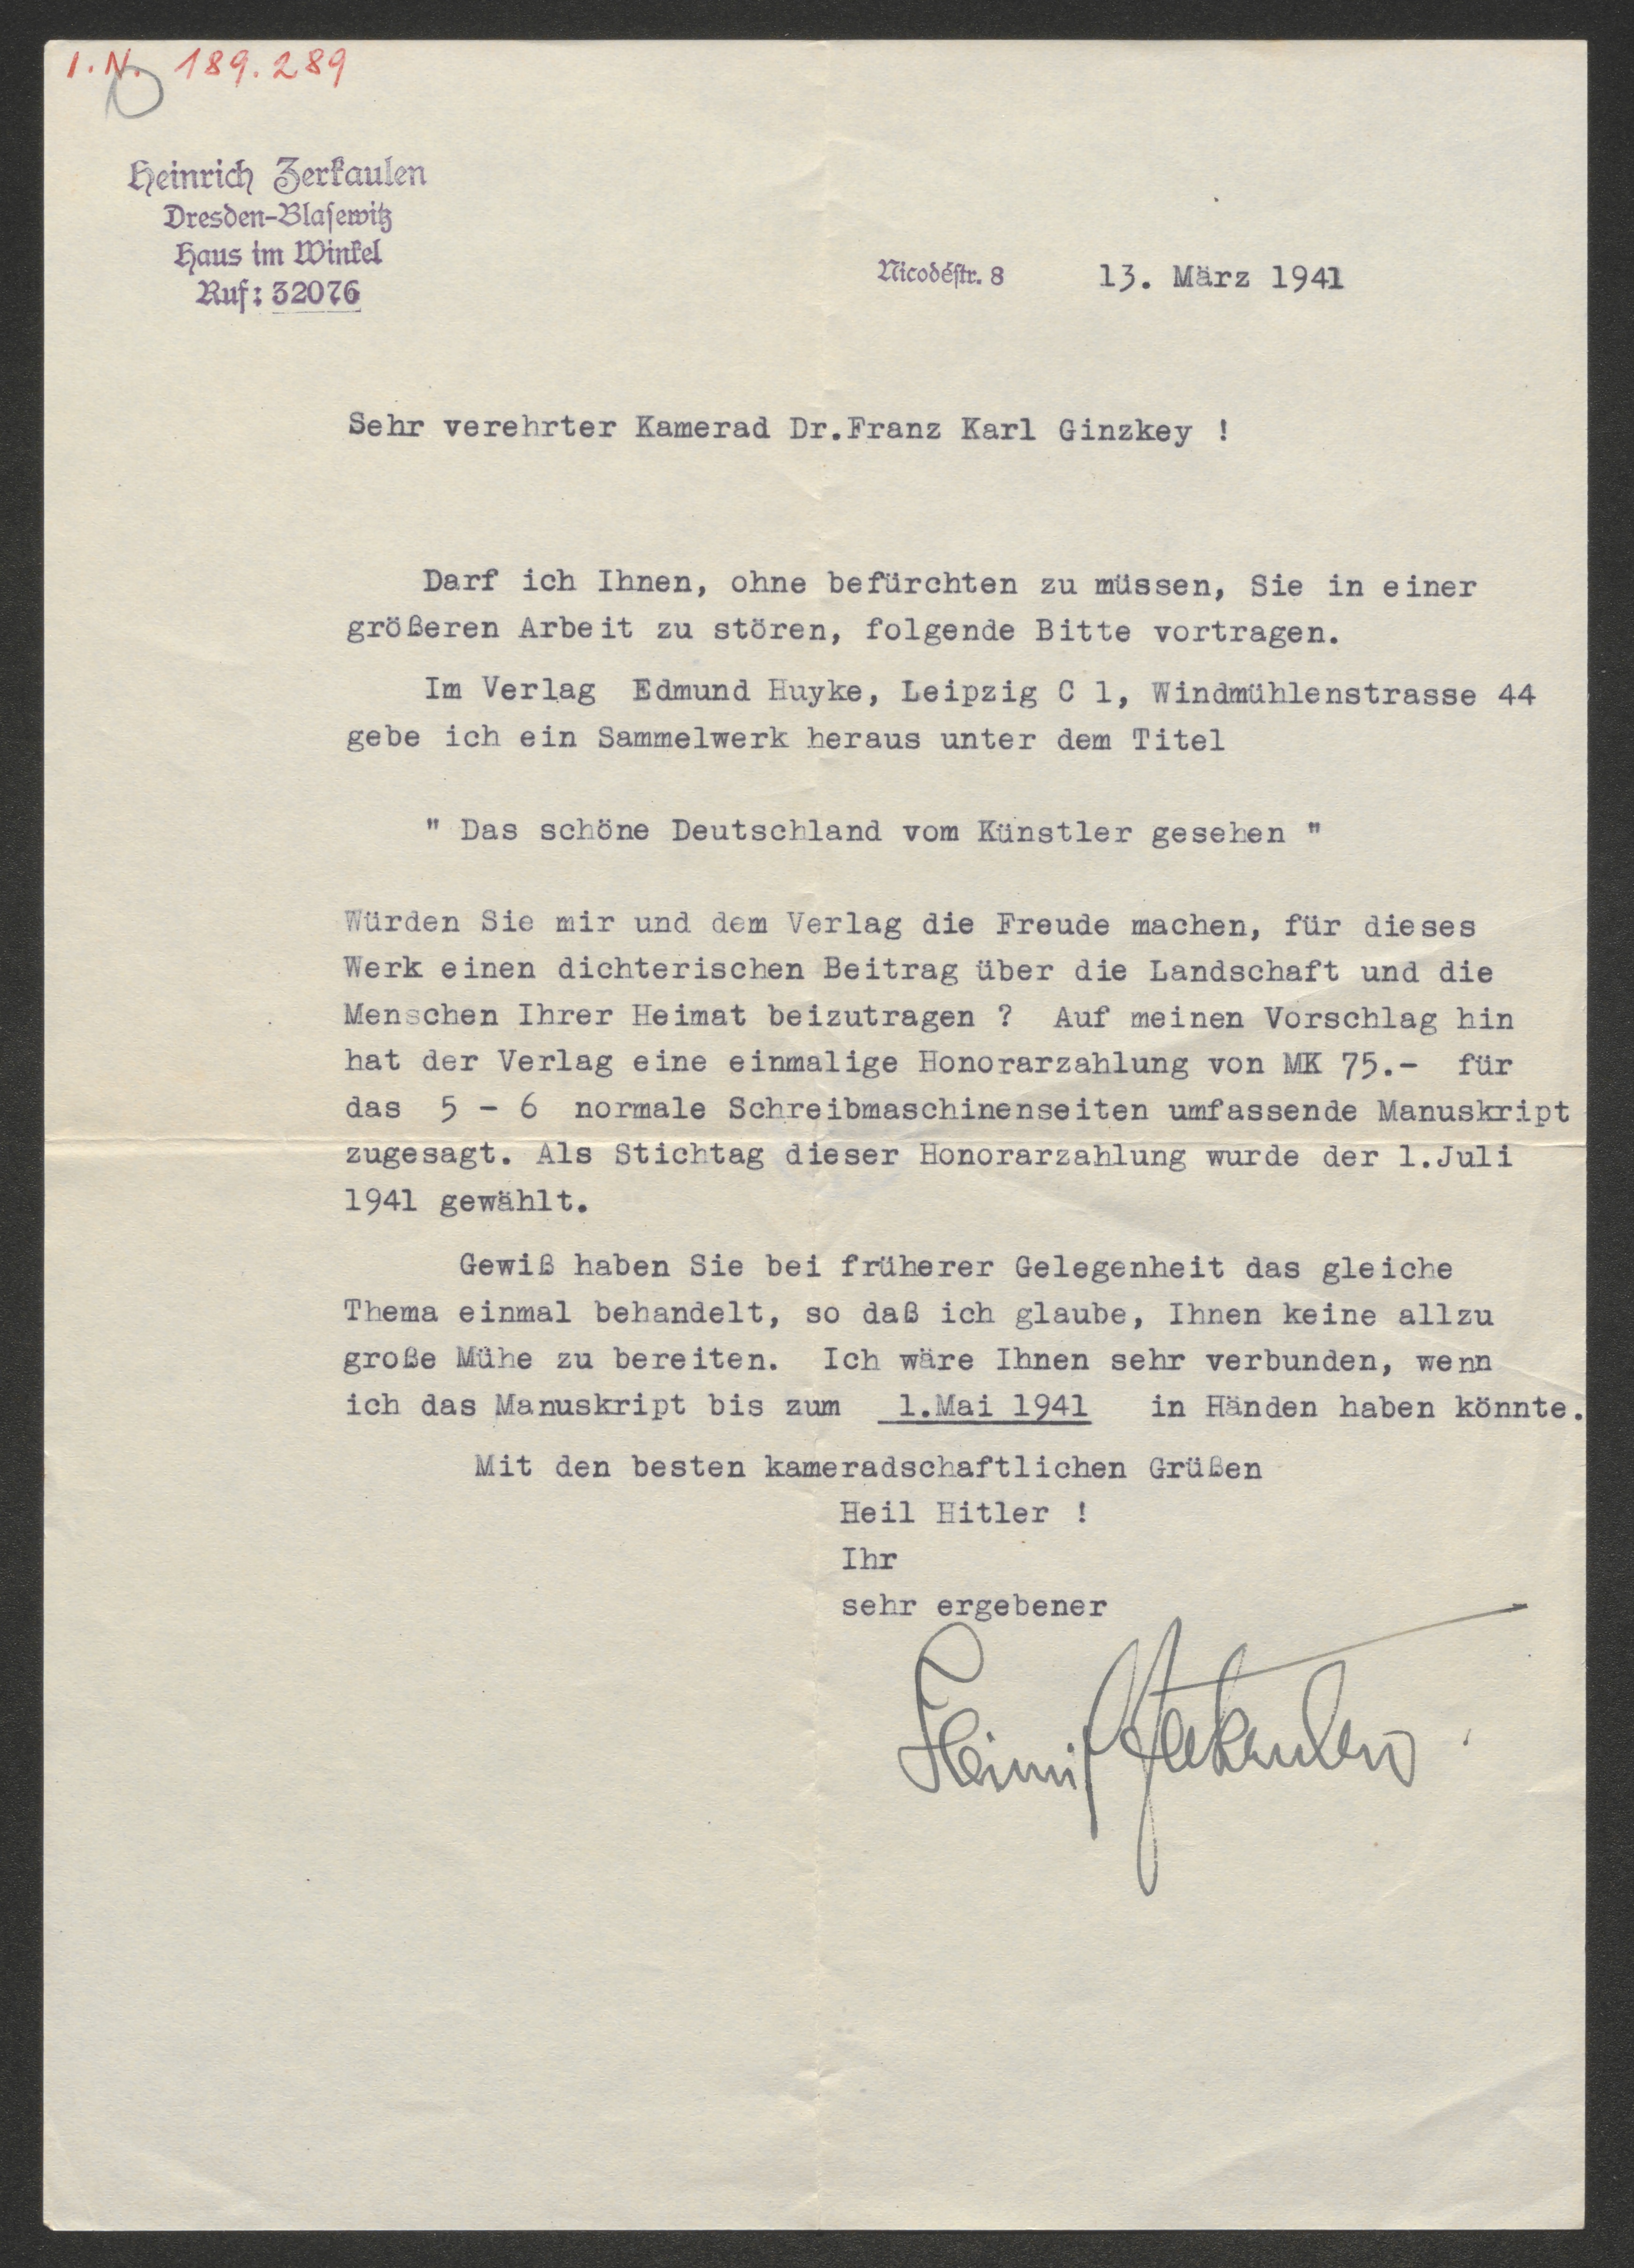 I.N. 189.289
Heinrich Zerkaulen
Dresden-Blasewitz
Haus im Winkel
Ruf: 32076
Nicodéstr. 8 13. März 1941
Sehr verehrter Kamerad Dr.Franz Karl Ginzkey !
Darf ich Ihnen, ohne befürchten zu müssen, Sie in einer
größeren Arbeit zu stören, folgende Bitte vortragen.
Im Verlag Edmund Huyke, Leipzig C 1, Windmühlenstrasse 44
gebe ich ein Sammelwerk heraus unter dem Titel
" Das schöne Deutschland vom Künstler gesehen "
Würden Sie mir und dem Verlag die Freude machen, für dieses
Werk einen dichterischen Beitrag über die Landschaft und die
Menschen Ihrer Heimat beizutragen ? Auf meinen Vorschlag hin
hat der Verlag eine einmalige Honorarzahlung von MK 75.- für
das 5 - 6 normale Schreibmaschinenseiten umfassende Manuskript
zugesagt. Als Stichtag dieser Honorarzahlung wurde der 1.Juli
1941 gewählt.
Gewiß haben Sie bei früherer Gelegenheit das gleiche
Thema einmal behandelt, so daß ich glaube, Ihnen keine allzu
große Mühe zu bereiten. Ich wäre Ihnen sehr verbunden, wenn
ich das Manuskript bis zum 1.Mai 1941 in Händen haben könnte.
Mit den besten kameradschaftlichen Grüßen
Heil Hitler !
Ihr
sehr ergebener
Heinrich Zerkaulen